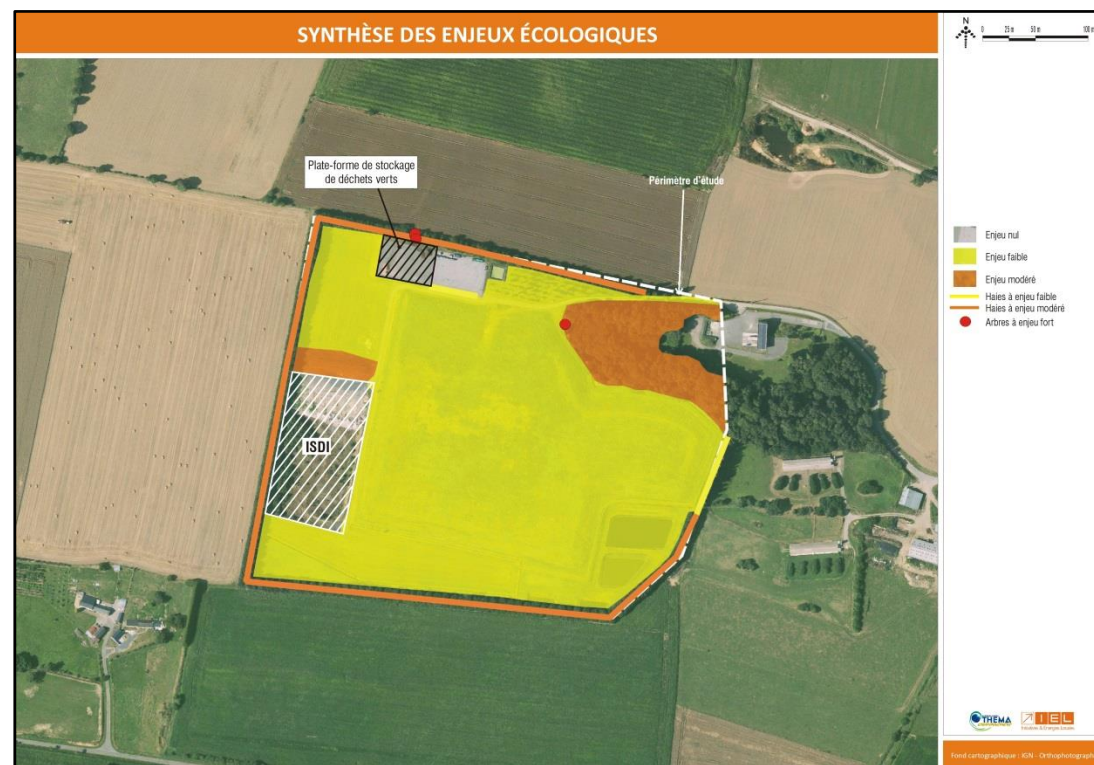 SYNTHÈSE DES ENJEUX ÉCOLOGIQUES
N
0 25 m 50 m 100 m
Plate-forme de stockage
de déchets verts
Périmètre d'étude
ISDI
Enjeu nul
Enjeu faible
Enjeu modéré
Haies à enjeu faible
Haies à enjeu modéré
Arbres à enjeu fort
THEMA
IEL
Fond cartographique : IGN - Orthophotograph